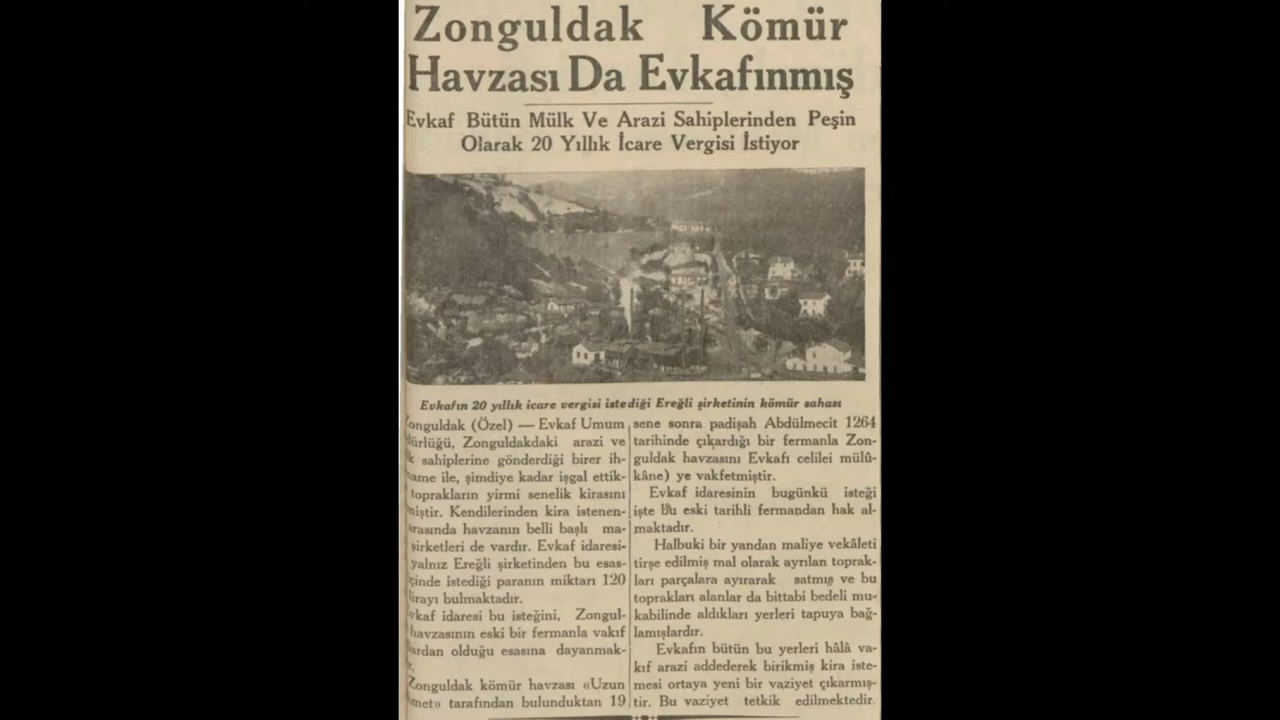 Zonguldak Kömür
Havzası Da Evkafınmış
Evkaf Bütün Mülk Ve Arazi Sahiplerinden Peşin
Olarak 20 Yıllık İcare Vergisi İstiyor
Evkafın 20 yıllık icare vergisi istediği Ereğli şirketinin kömür sahası
onguldak (Özel) — Evkaf Umum
dürlüğü, Zonguldakdaki arazi ve
k sahiplerine gönderdiği birer ih-
name ile, şimdiye kadar işgal ettik-
toprakların yirmi senelik kirasını
miştir. Kendilerinden kira istenen-
arasında havzanın belli başlı ma-
şirketleri de vardır. Evkaf idaresi-
yalnız Ereğli şirketinden bu esas-
içinde istediği paranın miktarı 120
lirayı bulmaktadır.
vkaf idaresi bu isteğini, Zongul-
havzasının eski bir fermanla vakıf
lardan olduğu esasına dayanmak-
r.
Zonguldak kömür havzası «Uzun
met» tarafından bulunduktan 19
sene sonra padişah Abdülmecit 1264
tarihinde çıkardığı bir fermanla Zon-
guldak havzasını Evkafı celilei mülû-
kâne) ye vakfetmiştir.
Evkaf idaresinin bugünkü isteği
işte bu eski tarihli fermandan hak al-
maktadır.
Halbuki bir yandan maliye vekâleti
tirşe edilmiş mal olarak ayrılan toprak-
ları parçalara ayırarak satmış ve bu
toprakları alanlar da bittabi bedeli mu-
kabilinde aldıkları yerleri tapuya bağ-
lamışlardır.
Evkafın bütün bu yerleri hâlâ va-
kıf arazi addederek birikmiş kira iste-
mesi ortaya yeni bir vaziyet çıkarmış-
tir. Bu vaziyet tetkik edilmektedir.